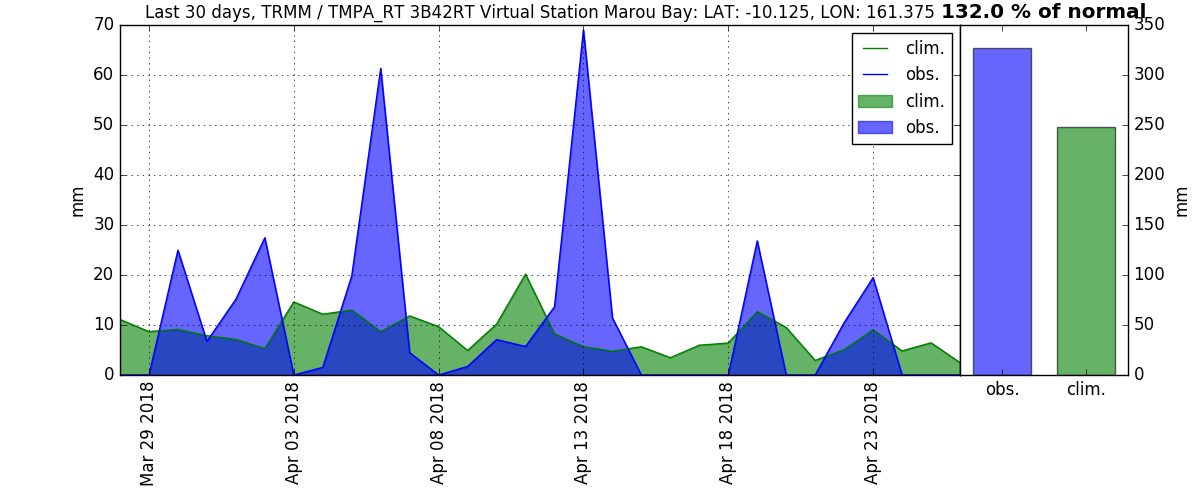 Last 30 days, TRMM / TMPA_RT 3B42RT Virtual Station Marou Bay: LAT: -10.125, LON: 161.375 132.0 % of normal
70
60
50
40
30
20
10
0
mm
clim.
obs.
clim.
obs.
Mar 29 2018
Apr 03 2018
Apr 08 2018
Apr 13 2018
Apr 18 2018
Apr 23 2018
350
300
250
200
150
100
50
0
mm
obs.
clim.